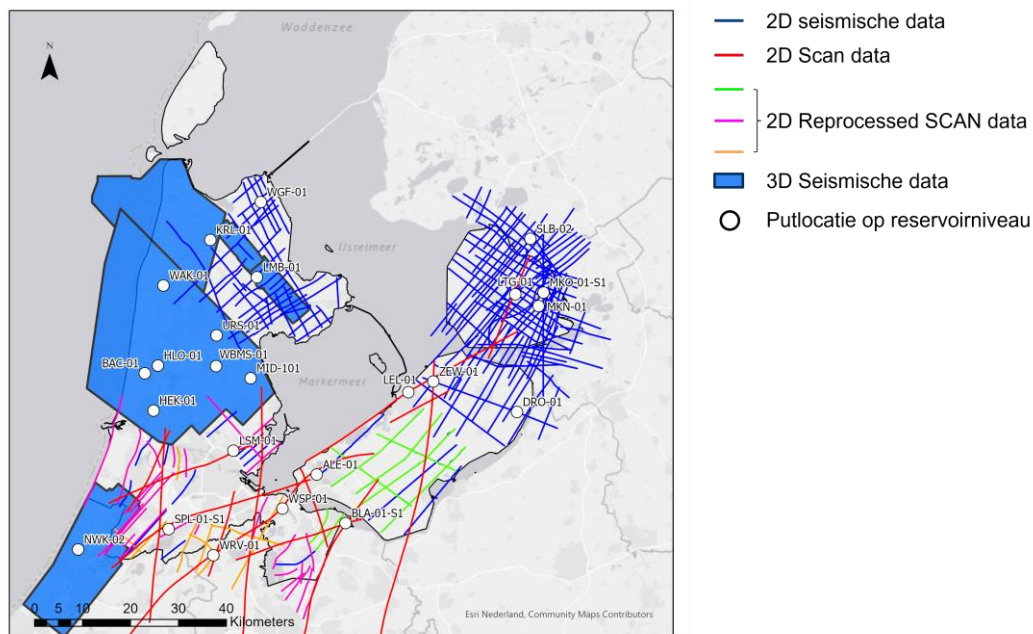 Waddenzee
N
WGF-01
KRL-01
IJsselmeer
SLB-02
LMB-01
WAK-01
LTG-01
MKO-01-S1
MKN-01
URS-01
HLO-01
WBMS-01
BAC-01
MID-101
Markermeer
ZEW-01
LEL-01
HEK-01
DRO-01
LSM-01
ALE-01
WSP-01
SPL-01-S1
BLA-01-S1
NWK-02
WRV-01
0 5 10 20 30 40
Kilometers
Esri Nederland, Community Maps Contributors
2D seismische data
2D Scan data
2D Reprocessed SCAN data
3D Seismische data
Putlocatie op reservoirniveau